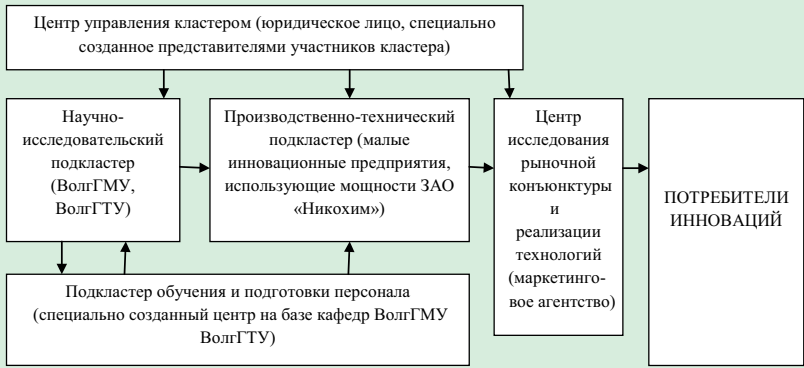 Центр управления кластером (юридическое лицо, специально
созданное представителями участников кластера)
Научно-
исследовательский
подкластер
(ВолгГМУ,
ВолгГТУ)
Производственно-технический
подкластер (малые
инновационные предприятия,
использующие мощности ЗАО
«Никохим»)
Центр
исследования
рыночной
конъюнктуры
и
реализации
технологий
(маркетинго-
вое агентство)
ПОТРЕБИТЕЛИ
ИННОВАЦИЙ
Подкластер обучения и подготовки персонала
(специально созданный центр на базе кафедр ВолгГМУ
ВолгГТУ)